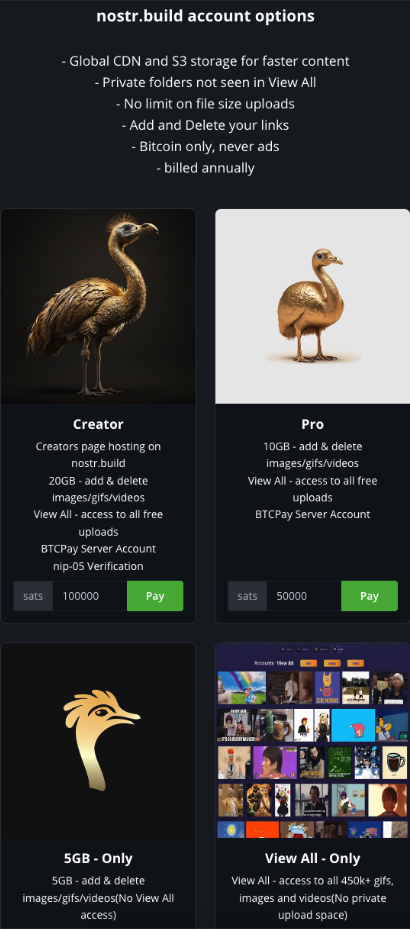 nostr.build account options
- Global CDN and S3 storage for faster content
- Private folders not seen in View All
- No limit on file size uploads
- Add and Delete your links
- Bitcoin only, never ads
- billed annually
Creator
Creators page hosting on
nostr.build
20GB - add & delete
images/gifs/videos
View All - access to all free
uploads
BTCPay Server Account
nip-05 Verification
sats 100000 Pay
Pro
10GB - add & delete
images/gifs/videos
View All - access to all free
uploads
BTCPay Server Account
sats 50000 Pay
5GB - Only
5GB - add & delete
images/gifs/videos(No View All
access)
Accounts - View All
View All - Only
View All - access to all 450k+ gifs,
images and videos(No private
upload space)